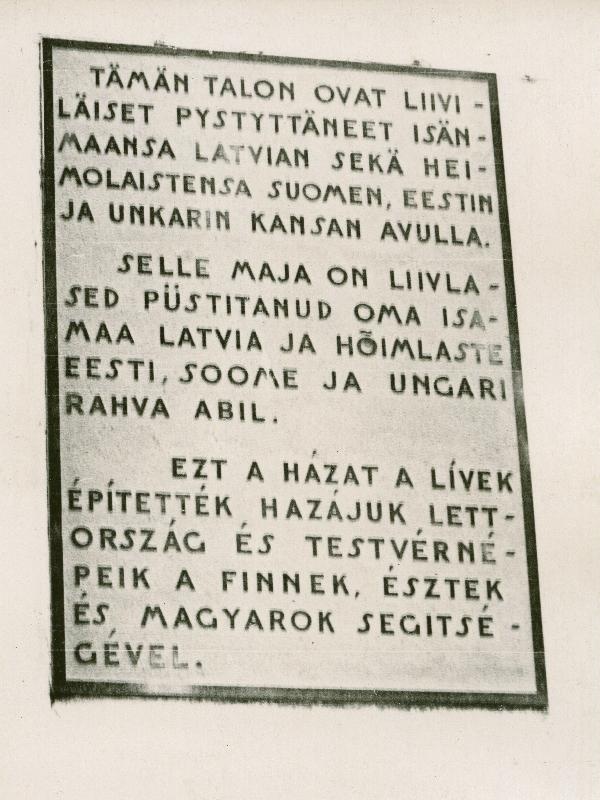 TÄMÄN TALON OVAT LIIVI-
LÄISET PYSTYTTÄNEET ISÄN-
MAANSA LATVIAN SEKÄ HEI-
MOLAISTENSA SUOMEN, EESTIN
JA UNKARIN KANSAN AVULLA.
SELLE MAJA ON LIIVLA-
SED PÜSTITANUD OMA ISA-
MAA LATVIA JA HÕIMLASTE
EESTI, SOOME JA UNGARI
RAHVA ABIL.
EZT A HÁZAT A LÍVEK
ÉPÍTETTÉK HAZÁJUK LETT-
ORSZÁG ÉS TESTVÉRNÉ-
PEIK A FINNEK, ÉSZTEK
ÉS MAGYAROK SEGITSÉ-
GÉVEL.